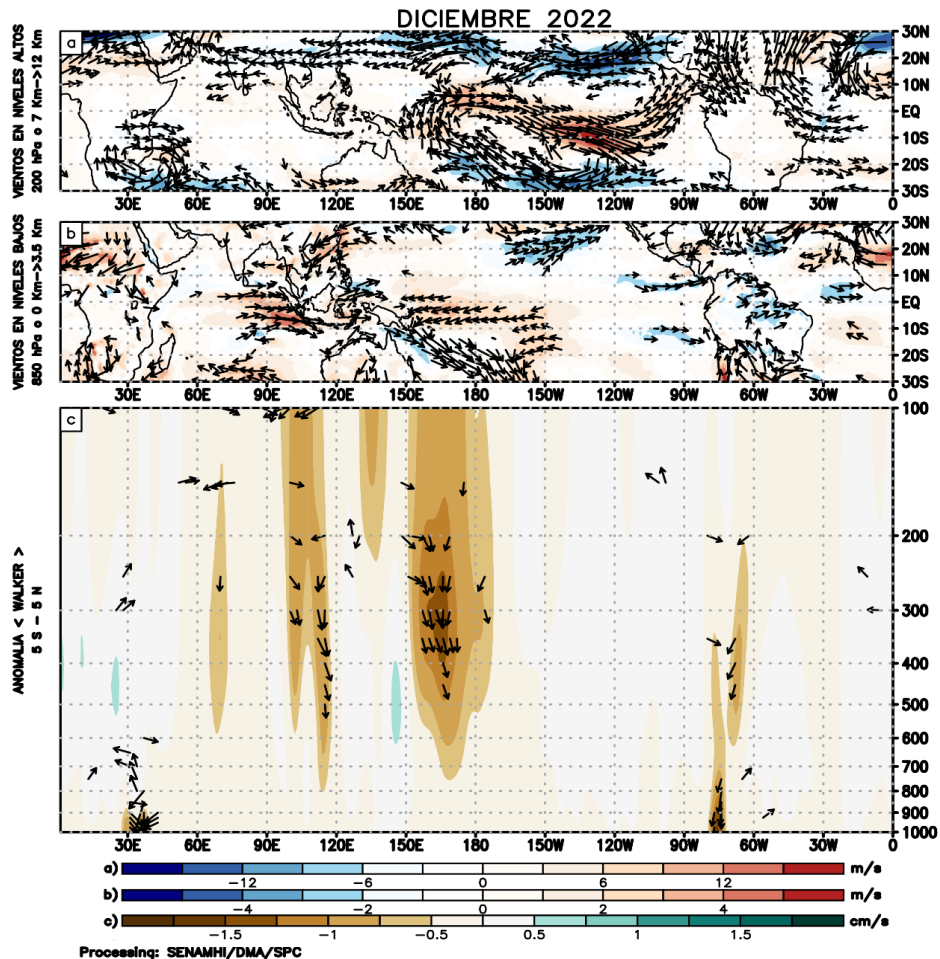 DICIEMBRE 2022
VIENTOS EN NIVELES ALTOS
200 hPa o 7 Km->12 Km
a
30N
20N
10N
EQ
10S
20S
30S
30E 60E 90E 120E 150E 180 150W 120W 90W 60W 30W 0
VIENTOS EN NIVELES BAJOS
850 hPa o 0 Km->3.5 Km
b
30N
20N
10N
EQ
10S
20S
30S
30E 60E 90E 120E 150E 180 150W 120W 90W 60W 30W 0
ANOMALIA < WALKER >
5 S - 5 N
c
100
200
300
400
500
600
700
800
900
1000
30E 60E 90E 120E 150E 180 150W 120W 90W 60W 30W 0
a) m/s
-12 -6 0 6 12
b) m/s
-4 -2 0 2 4
c) cm/s
-1.5 -1 -0.5 0.5 1 1.5
Processing: SENAMHI/DMA/SPC